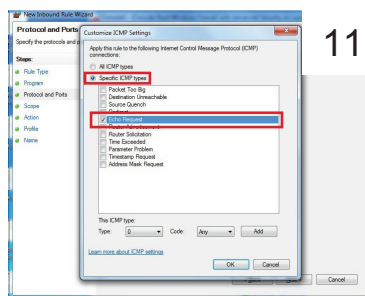 New Inbound Rule Wizard
Protocol and Ports
Specify the protocols and p
Steps:
Rule Type
Program
Protocol and Ports
Scope
Action
Profile
Name
Customize ICMP Settings
Apply this rule to the following Internet Control Message Protocol (ICMP)
connections:
All ICMP types
Specific ICMP types
Packet Too Big
Destination Unreachable
Source Quench
Redirect
Echo Request
Router Advertisement
Router Solicitation
Time Exceeded
Parameter Problem
Timestamp Request
Address Mask Request
This ICMP type:
Type: 0 Code: Any Add
Learn more about ICMP settings
OK Cancel
Cancel
11